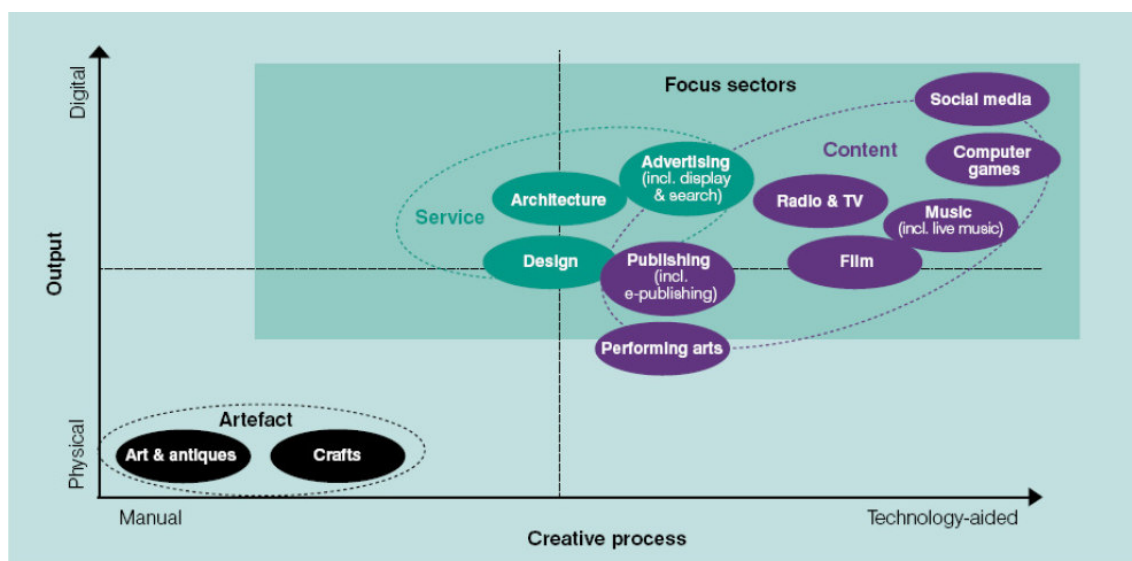 Digital
Focus sectors
Social media
Content
Advertising
(incl. display
& search)
Computer
games
Architecture
Radio & TV
Service
Music
(incl. live music)
Output
Design
Publishing
(incl.
e-publishing)
Film
Performing arts
Artefact
Physical
Art & antiques
Crafts
Manual
Technology-aided
Creative process